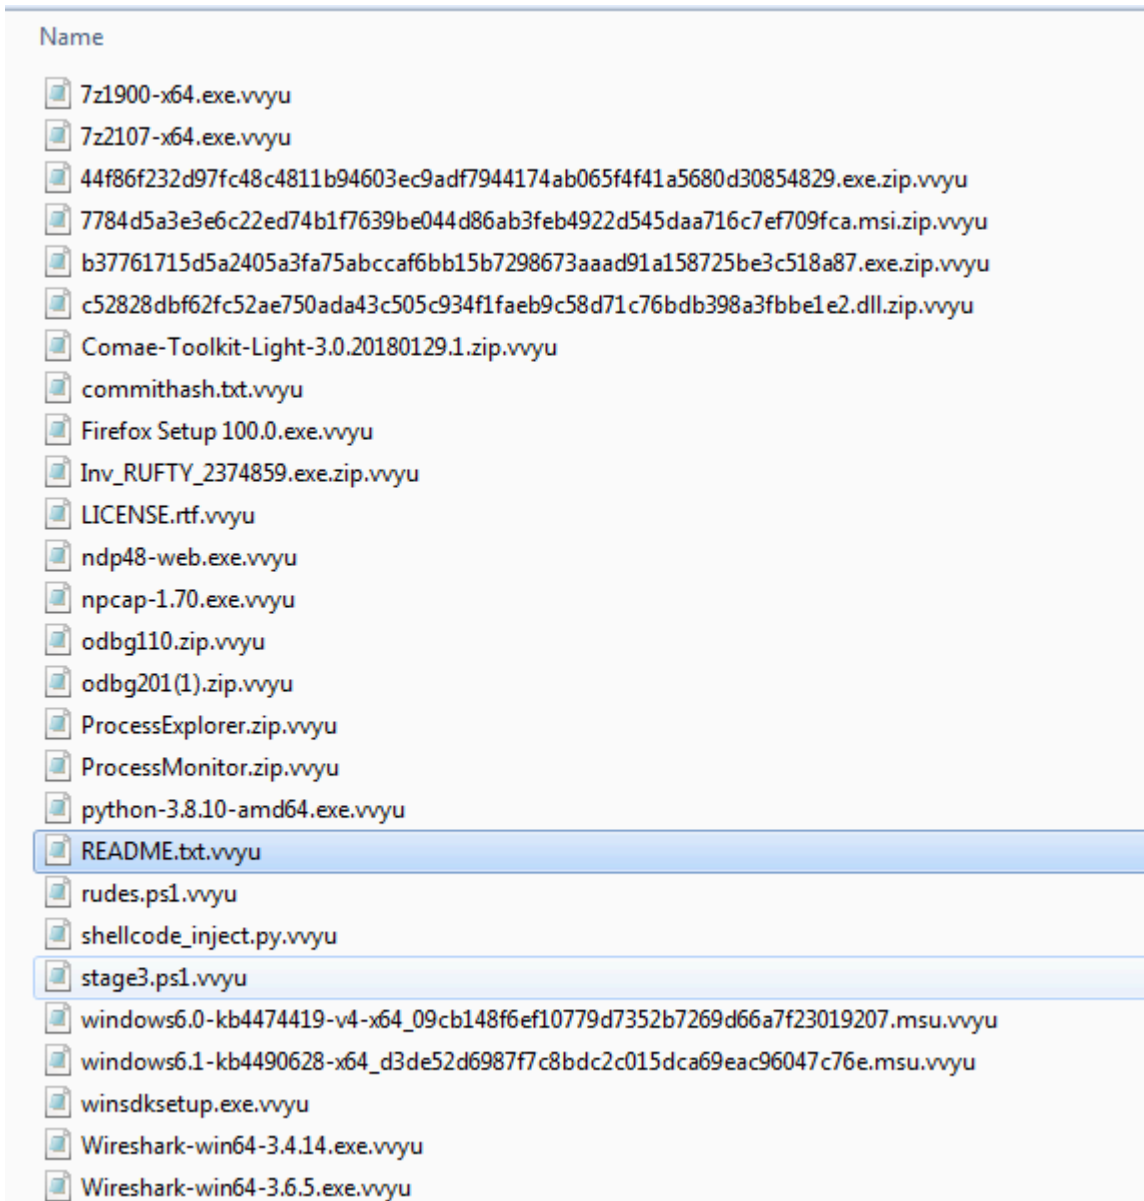 Name
7z1900-x64.exe.vvyu
7z2107-x64.exe.vvyu
44f86f232d97fc48c4811b94603ec9adf7944174ab065f4f41a5680d30854829.exe.zip.vvyu
7784d5a3e3e6c22ed74b1f7639be044d86ab3feb4922d545daa716c7ef709fca.msi.zip.vvyu
b37761715d5a2405a3fa75abccaf6bb15b7298673aaad91a158725be3c518a87.exe.zip.vvyu
c52828dbf62fc52ae750ada43c505c934f1faeb9c58d71c76bdb398a3fbbe1e2.dll.zip.vvyu
Comae-Toolkit-Light-3.0.20180129.1.zip.vvyu
commithash.txt.vvyu
Firefox Setup 100.0.exe.vvyu
Inv_RUFTY_2374859.exe.zip.vvyu
LICENSE.rtf.vvyu
ndp48-web.exe.vvyu
npcap-1.70.exe.vvyu
odbg110.zip.vvyu
odbg201(1).zip.vvyu
ProcessExplorer.zip.vvyu
ProcessMonitor.zip.vvyu
python-3.8.10-amd64.exe.vvyu
README.txt.vvyu
rudes.ps1.vvyu
shellcode_inject.py.vvyu
stage3.ps1.vvyu
windows6.0-kb4474419-v4-x64_09cb148f6ef10779d7352b7269d66a7f23019207.msu.vvyu
windows6.1-kb4490628-x64_d3de52d6987f7c8bdc2c015dca69eac96047c76e.msu.vvyu
winsdksetup.exe.vvyu
Wireshark-win64-3.4.14.exe.vvyu
Wireshark-win64-3.6.5.exe.vvyu